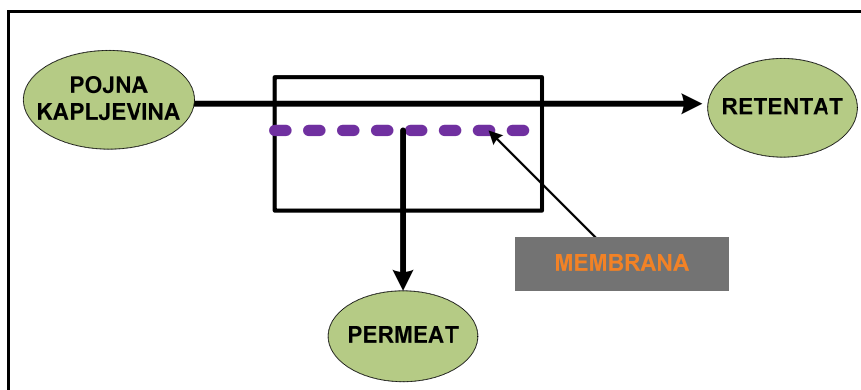 POJNA
KAPLJEVINA
RETENTAT
MEMBRANA
PERMEAT